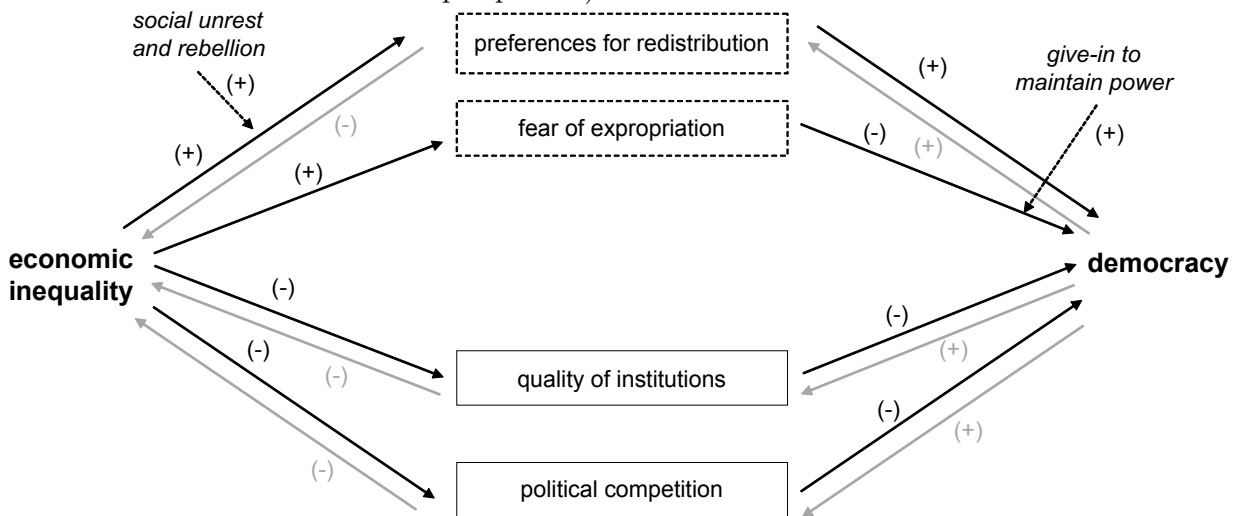 social unrest
and rebellion
preferences for redistribution
give-in to
maintain power
(+)
(+)
(-)
fear of expropriation
(-)
(+)
(+)
(+)
(+)
economic
inequality
democracy
(-)
(-)
(-)
(-)
(+)
quality of institutions
(-)
(+)
(-)
political competition